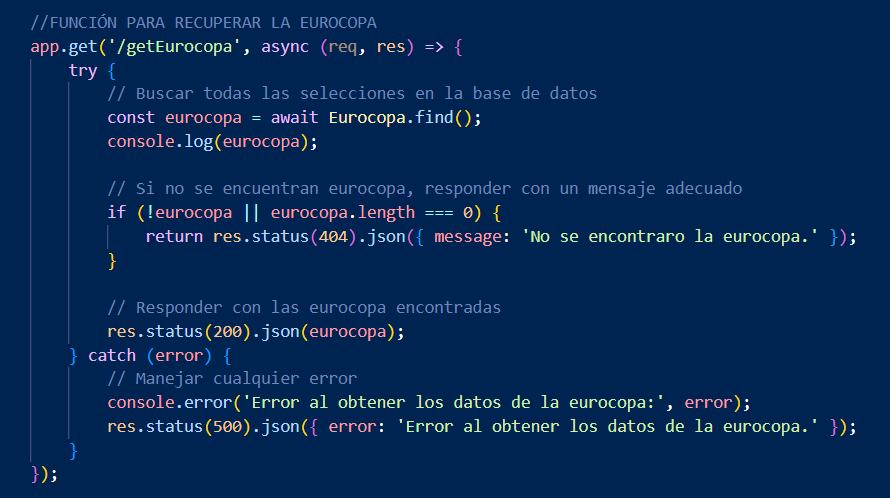 //FUNCIÓN PARA RECUPERAR LA EUROCOPA
app.get('/getEurocopa', async (req, res) => {
    try {
        // Buscar todas las selecciones en la base de datos
        const eurocopa = await Eurocopa.find();
        console.log(eurocopa);

        // Si no se encuentran eurocopa, responder con un mensaje adecuado
        if (!eurocopa || eurocopa.length === 0) {
            return res.status(404).json({ message: 'No se encontraro la eurocopa.' });
        }

        // Responder con las eurocopa encontradas
        res.status(200).json(eurocopa);
    } catch (error) {
        // Manejar cualquier error
        console.error('Error al obtener los datos de la eurocopa:', error);
        res.status(500).json({ error: 'Error al obtener los datos de la eurocopa.' });
    }
});